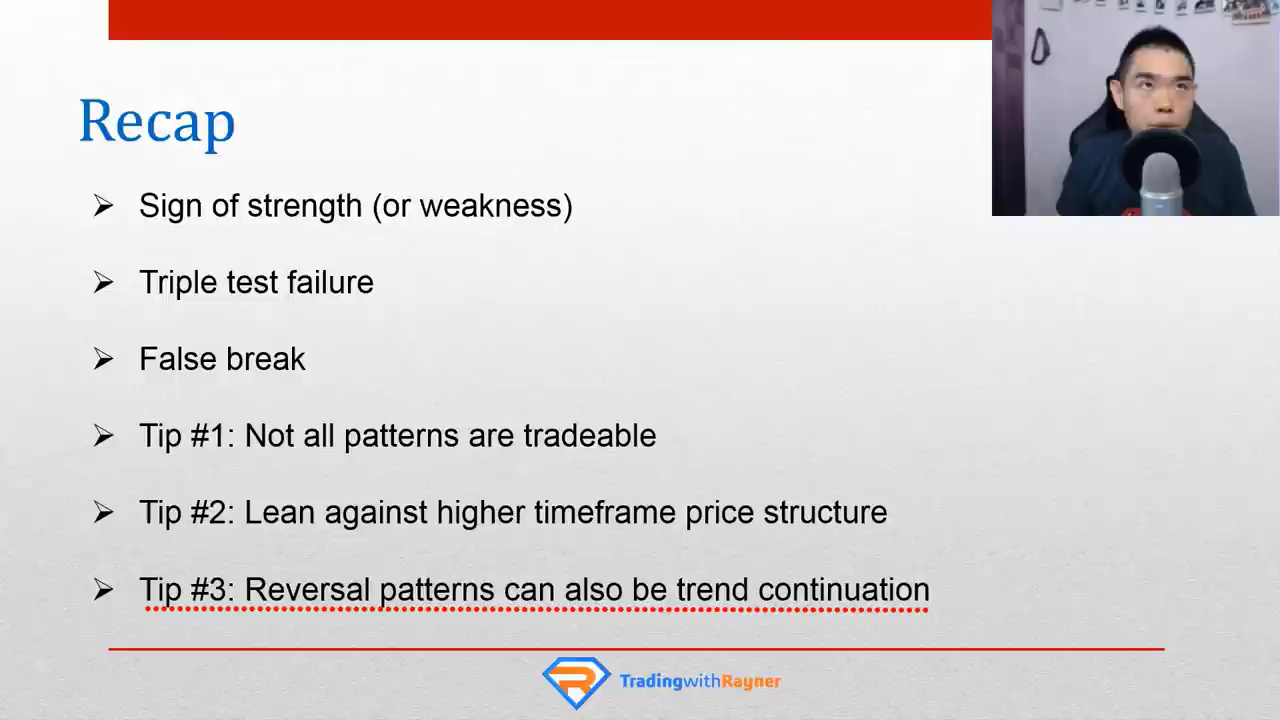 Recap
Sign of strength (or weakness)
Triple test failure
False break
Tip #1: Not all patterns are tradeable
Tip #2: Lean against higher timeframe price structure
Tip #3: Reversal patterns can also be trend continuation
TradingwithRayner